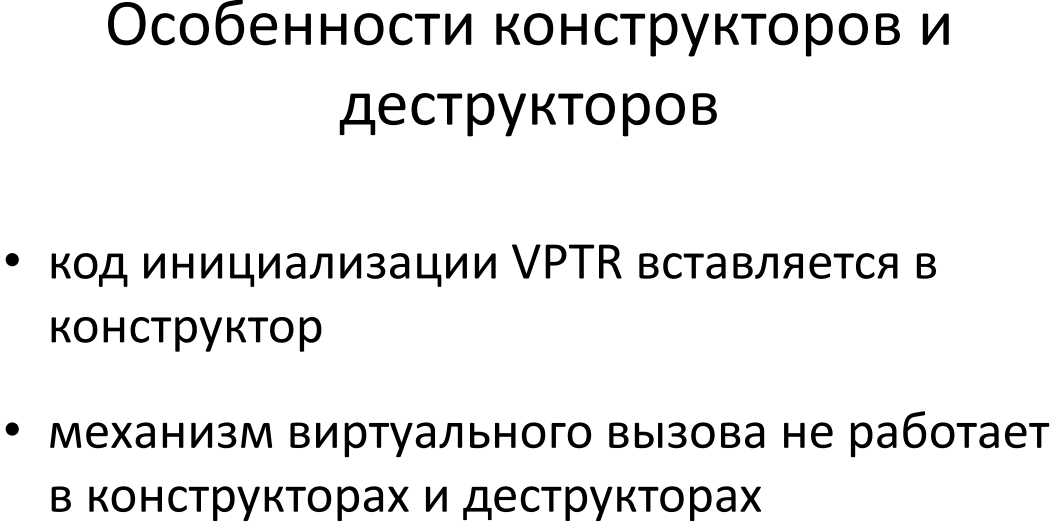 Особенности конструкторов и
деструкторов
• код инициализации VPTR вставляется в
конструктор
• механизм виртуального вызова не работает
в конструкторах и деструкторах